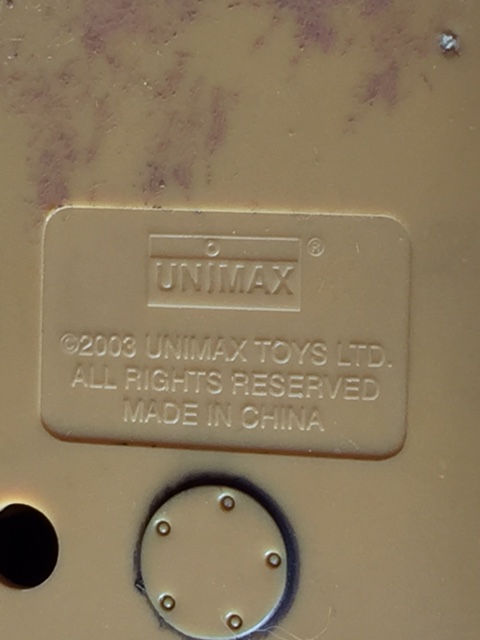 UNIMAX ®
©2003 UNIMAX TOYS LTD.
ALL RIGHTS RESERVED
MADE IN CHINA